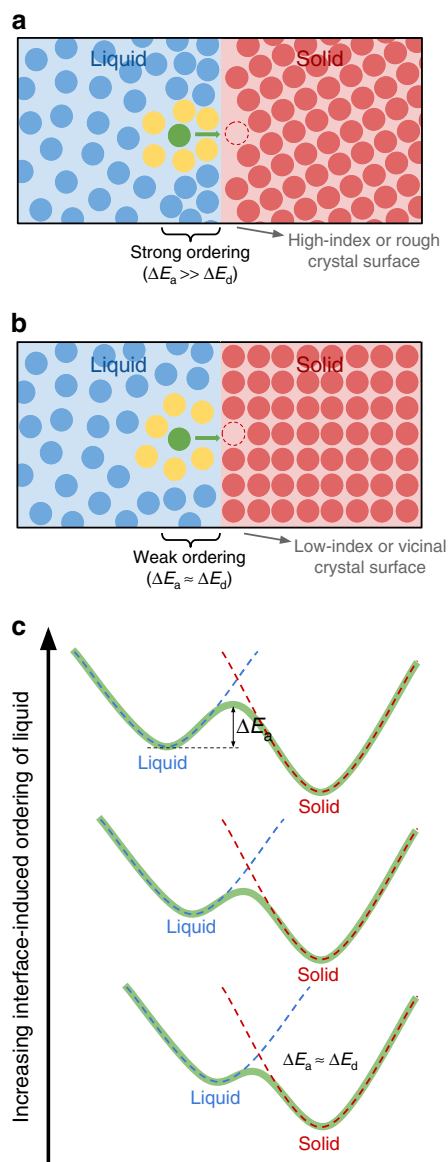 a
Liquid
Solid
Strong ordering
(ΔEa >> ΔEd)
High-index or rough
crystal surface
b
Liquid
Solid
Weak ordering
(ΔEa ≈ ΔEd)
Low-index or vicinal
crystal surface
c
Increasing interface-induced ordering of liquid
ΔEa
Liquid
Solid
Liquid
Solid
ΔEa ≈ ΔEd
Liquid
Solid